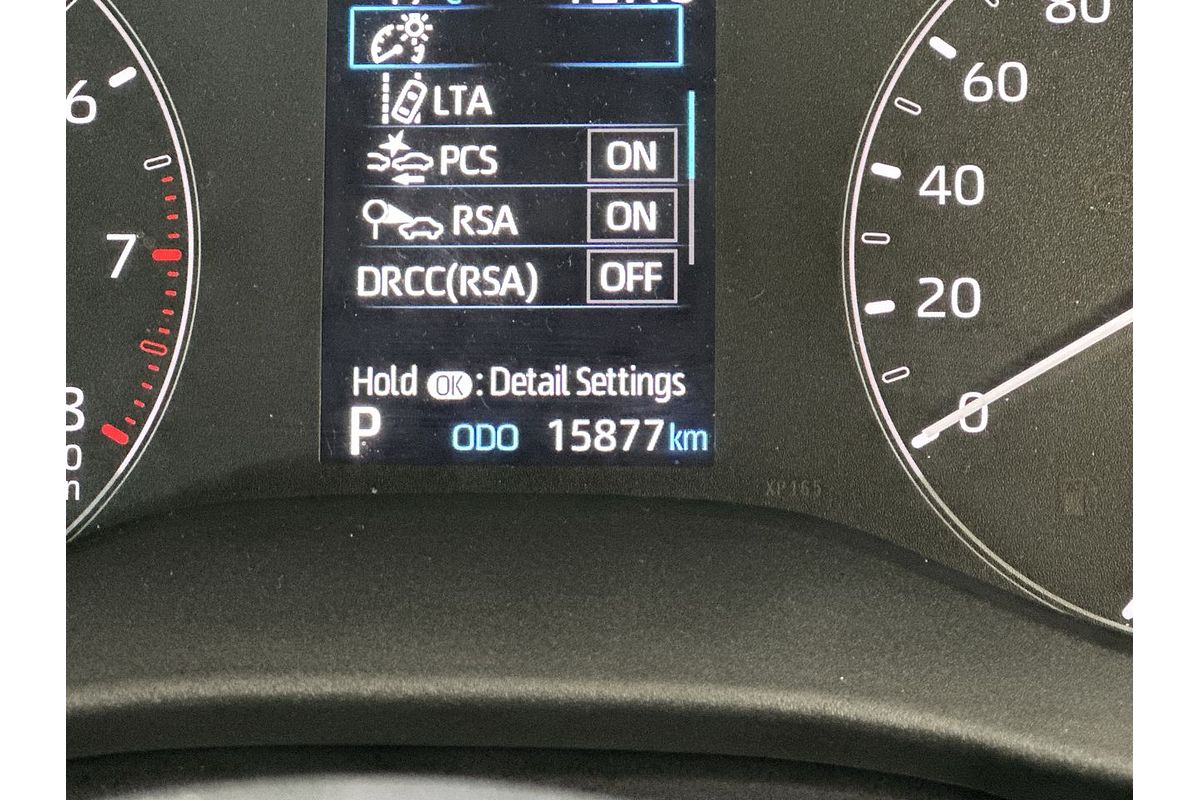 LTA
PCS ON
RSA ON
DRCC(RSA) OFF
Hold OK : Detail Settings
P ODO 15877 km
6
7
8
80
60
40
20
0
XP165